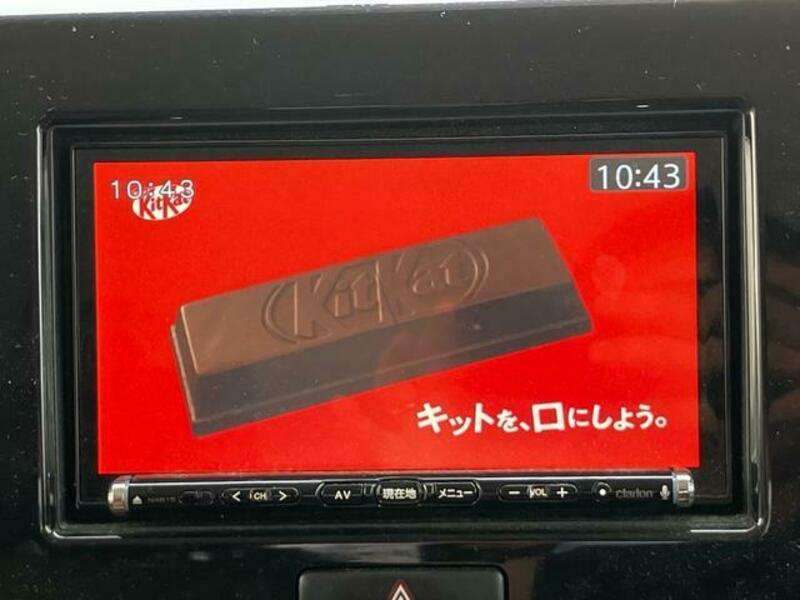 10:43
10:43
KitKat
KitKat
キットを、口にしよう。
CH
AV
現在地
メニュー
VOL
clarion